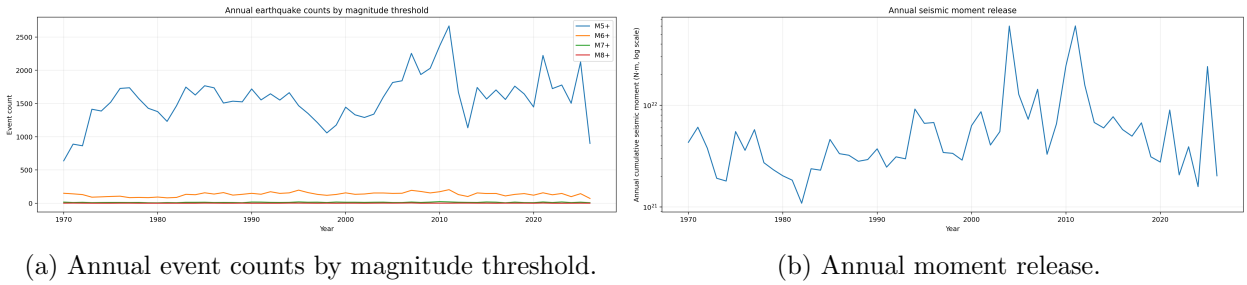 Annual earthquake counts by magnitude threshold
M5+
M6+
M7+
M8+
Event count
2500
2000
1500
1000
500
0
1970
1980
1990
2000
2010
2020
Year
(a) Annual event counts by magnitude threshold.
Annual seismic moment release
Annual cumulative seismic moment (N·m, log scale)
10²²
10²¹
1970
1980
1990
2000
2010
2020
Year
(b) Annual moment release.